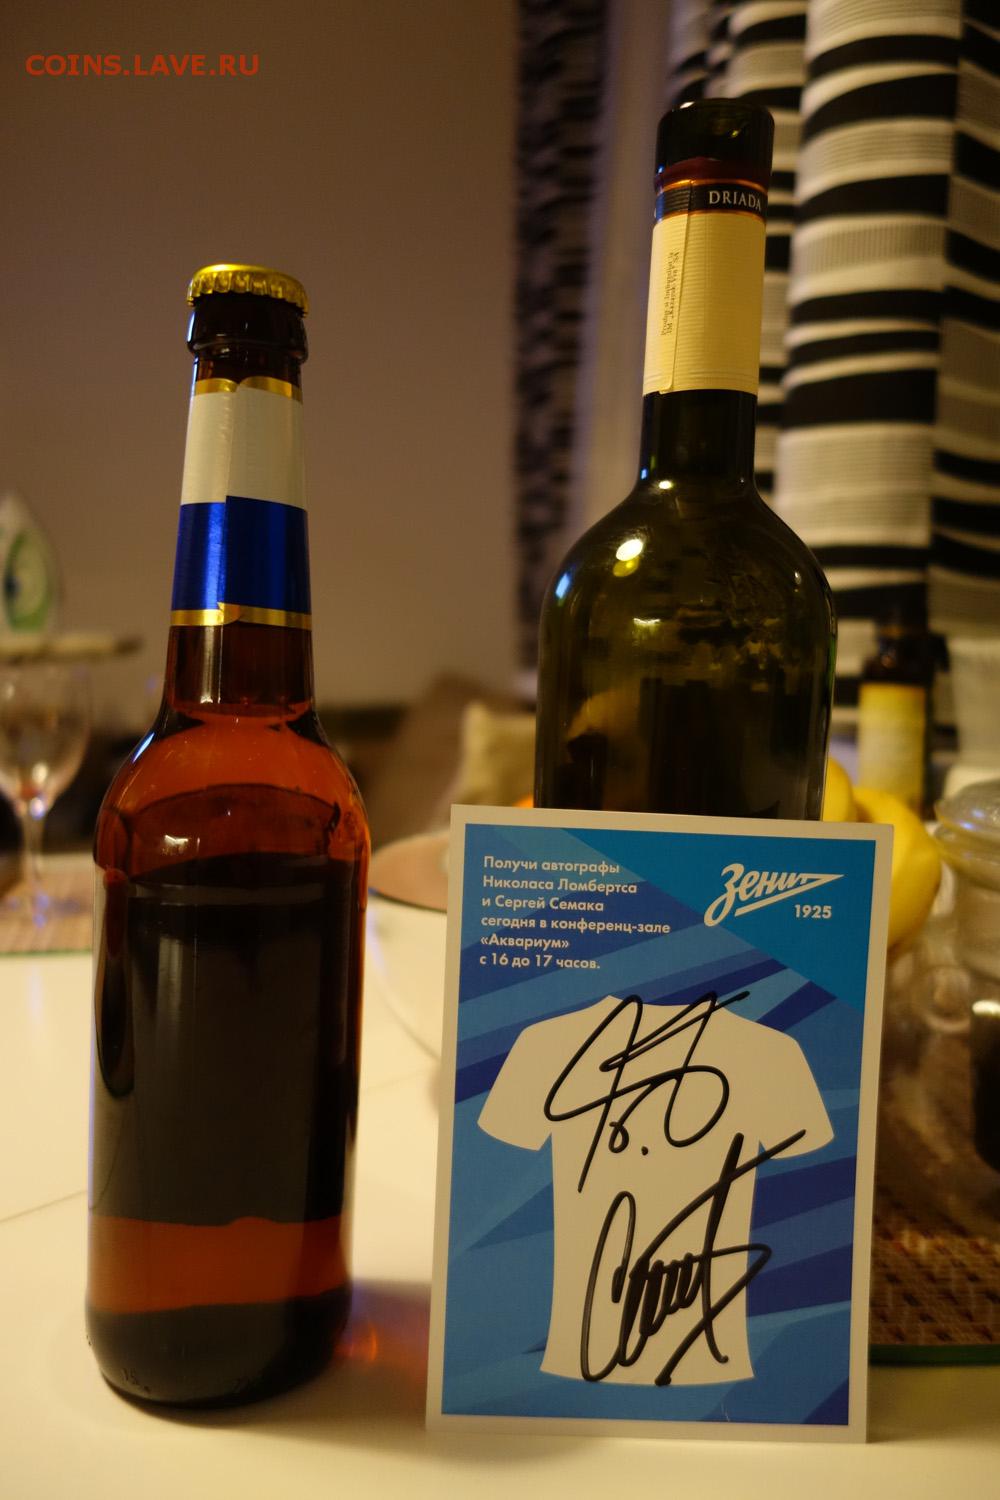 COINS.LAVE.RU
DRIADA
Получи автографы
Николаса Ломбертса
и Сергей Семака
сегодня в конференц-зале
«Аквариум»
с 16 до 17 часов.
Зенит
1925